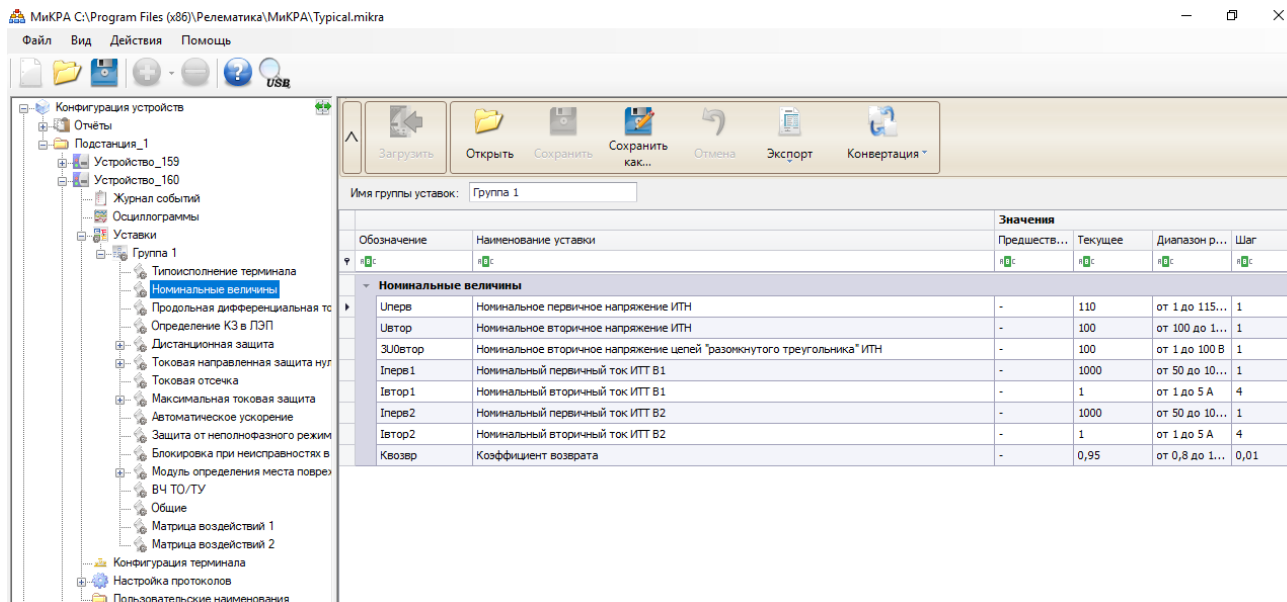 МиКРА C:\Program Files (x86)\Релематика\МиКРА\Typical.mikra
Файл Вид Действия Помощь
USB
Конфигурация устройств
Отчёты
Подстанция_1
Устройство_159
Устройство_160
Журнал событий
Осциллограммы
Уставки
Группа 1
Типоисполнение терминала
Номинальные величины
Продольная дифференциальная то
Определение КЗ в ЛЭП
Дистанционная защита
Токовая направленная защита нул
Токовая отсечка
Максимальная токовая защита
Автоматическое ускорение
Защита от неполнофазного режим
Блокировка при неисправностях в
Модуль определения места повреж
ВЧ ТО/ТУ
Общие
Матрица воздействий 1
Матрица воздействий 2
Конфигурация терминала
Настройка протоколов
Пользовательские наименования
Загрузить Открыть Сохранить Сохранить как... Отмена Экспорт Конвертация
Имя группы уставок: Группа 1
Значения
Обозначение Наименование уставки Предшеств... Текущее Диапазон р... Шаг
Номинальные величины
Uперв Номинальное первичное напряжение ИТН - 110 от 1 до 115... 1
Uвтор Номинальное вторичное напряжение ИТН - 100 от 100 до 1... 1
3U0втор Номинальное вторичное напряжение цепей "разомкнутого треугольника" ИТН - 100 от 1 до 100 В 1
Iперв1 Номинальный первичный ток ИТТ В1 - 1000 от 50 до 10... 1
Iвтор1 Номинальный вторичный ток ИТТ В1 - 1 от 1 до 5 А 4
Iперв2 Номинальный первичный ток ИТТ В2 - 1000 от 50 до 10... 1
Iвтор2 Номинальный вторичный ток ИТТ В2 - 1 от 1 до 5 А 4
Kвозвр Коэффициент возврата - 0,95 от 0,8 до 1... 0,01